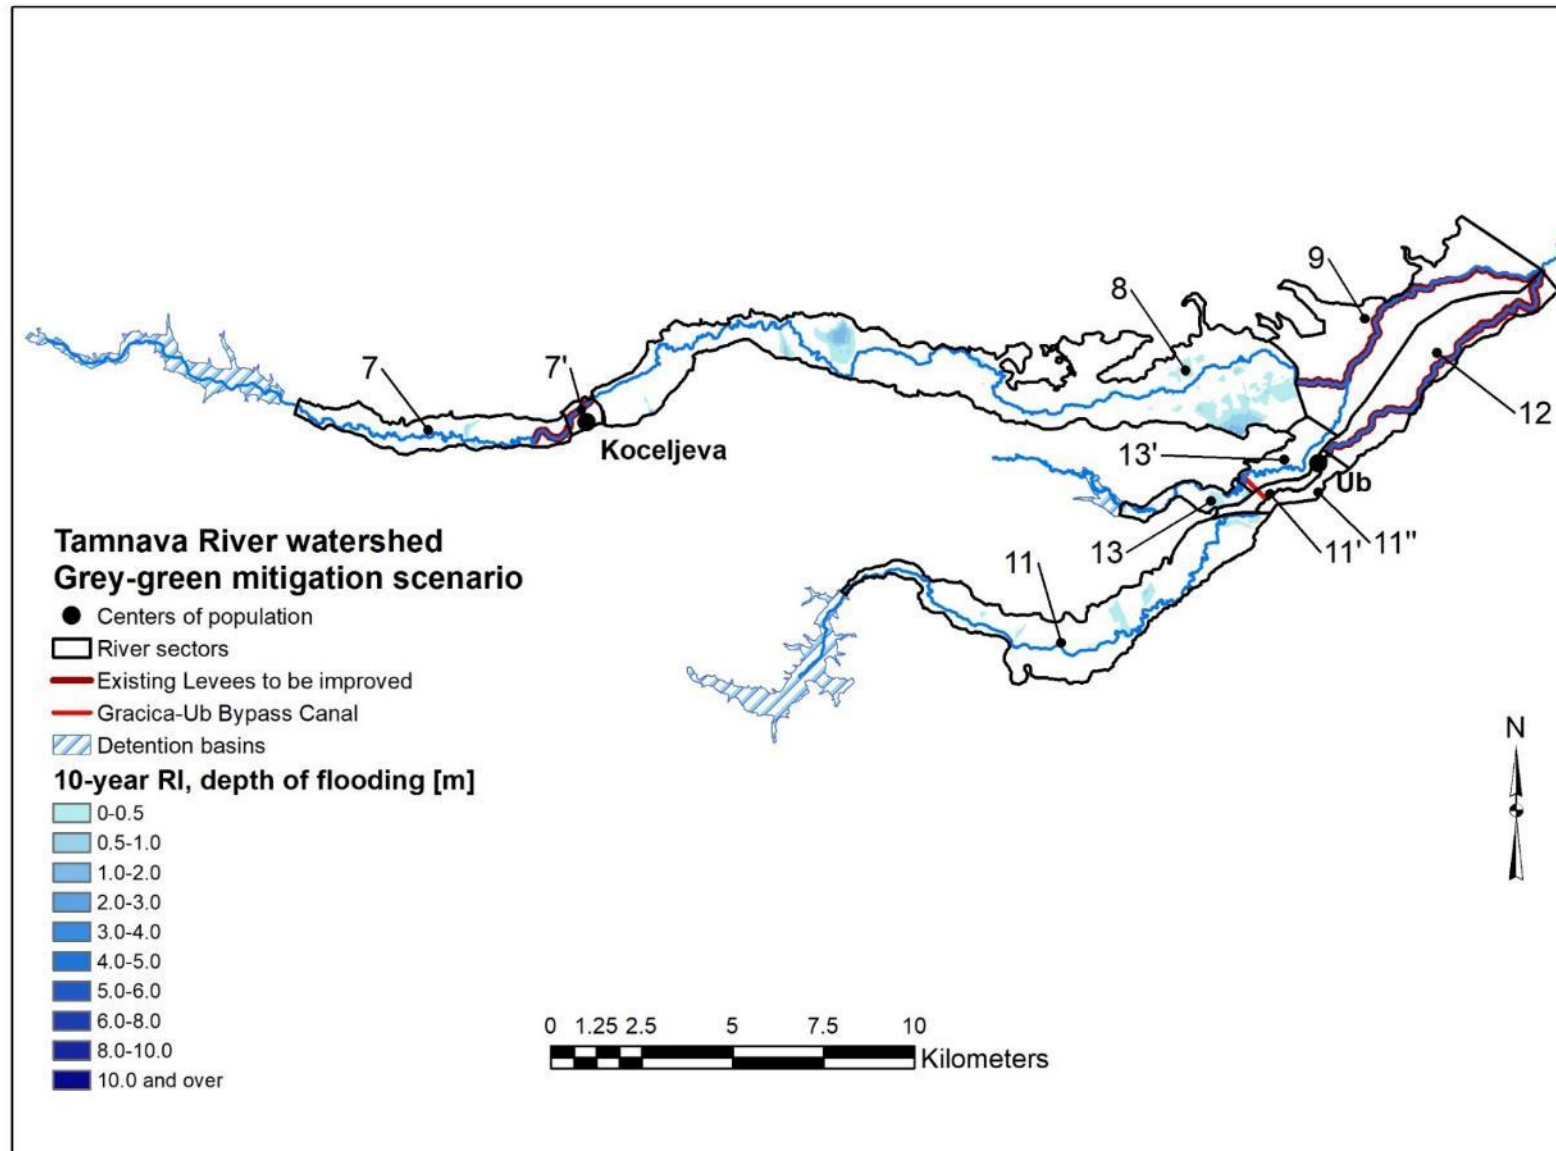 9
8
7
7'
Koceljeva
12
13'
Ub
13
11'
11"
11
Tamnava River watershed
Grey-green mitigation scenario
Centers of population
River sectors
Existing Levees to be improved
Gracica-Ub Bypass Canal
Detention basins
10-year RI, depth of flooding [m]
0-0.5
0.5-1.0
1.0-2.0
2.0-3.0
3.0-4.0
4.0-5.0
5.0-6.0
6.0-8.0
8.0-10.0
10.0 and over
N
0 1.25 2.5 5 7.5 10
Kilometers